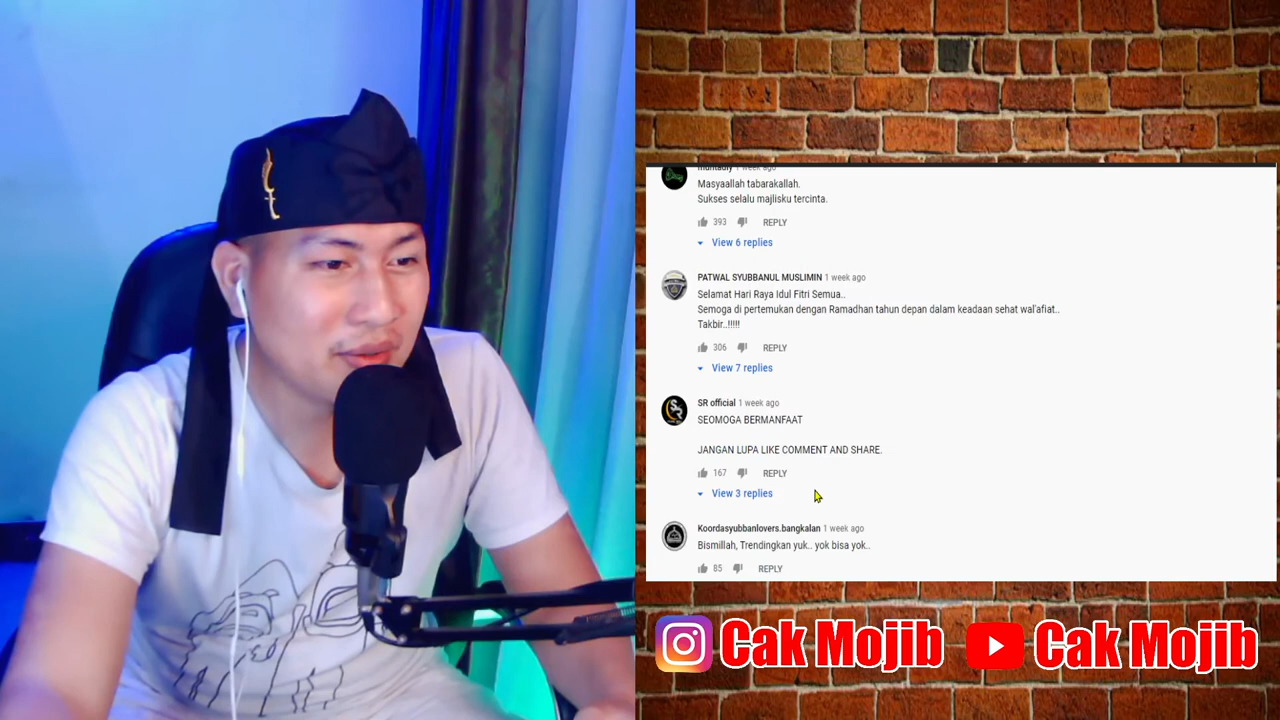 muntadiy 1 week ago
Masyaallah tabarakallah.
Sukses selalu majlisku tercinta.
393 REPLY
View 6 replies
PATWAL SYUBBANUL MUSLIMIN 1 week ago
Selamat Hari Raya Idul Fitri Semua..
Semoga di pertemukan dengan Ramadhan tahun depan dalam keadaan sehat wal'afiat..
Takbir..!!!!!
306 REPLY
View 7 replies
SR official 1 week ago
SEOMOGA BERMANFAAT
JANGAN LUPA LIKE COMMENT AND SHARE.
167 REPLY
View 3 replies
Koordasyubbanlovers.bangkalan 1 week ago
Bismillah, Trendingkan yuk.. yok bisa yok..
85 REPLY
Cak Mojib Cak Mojib